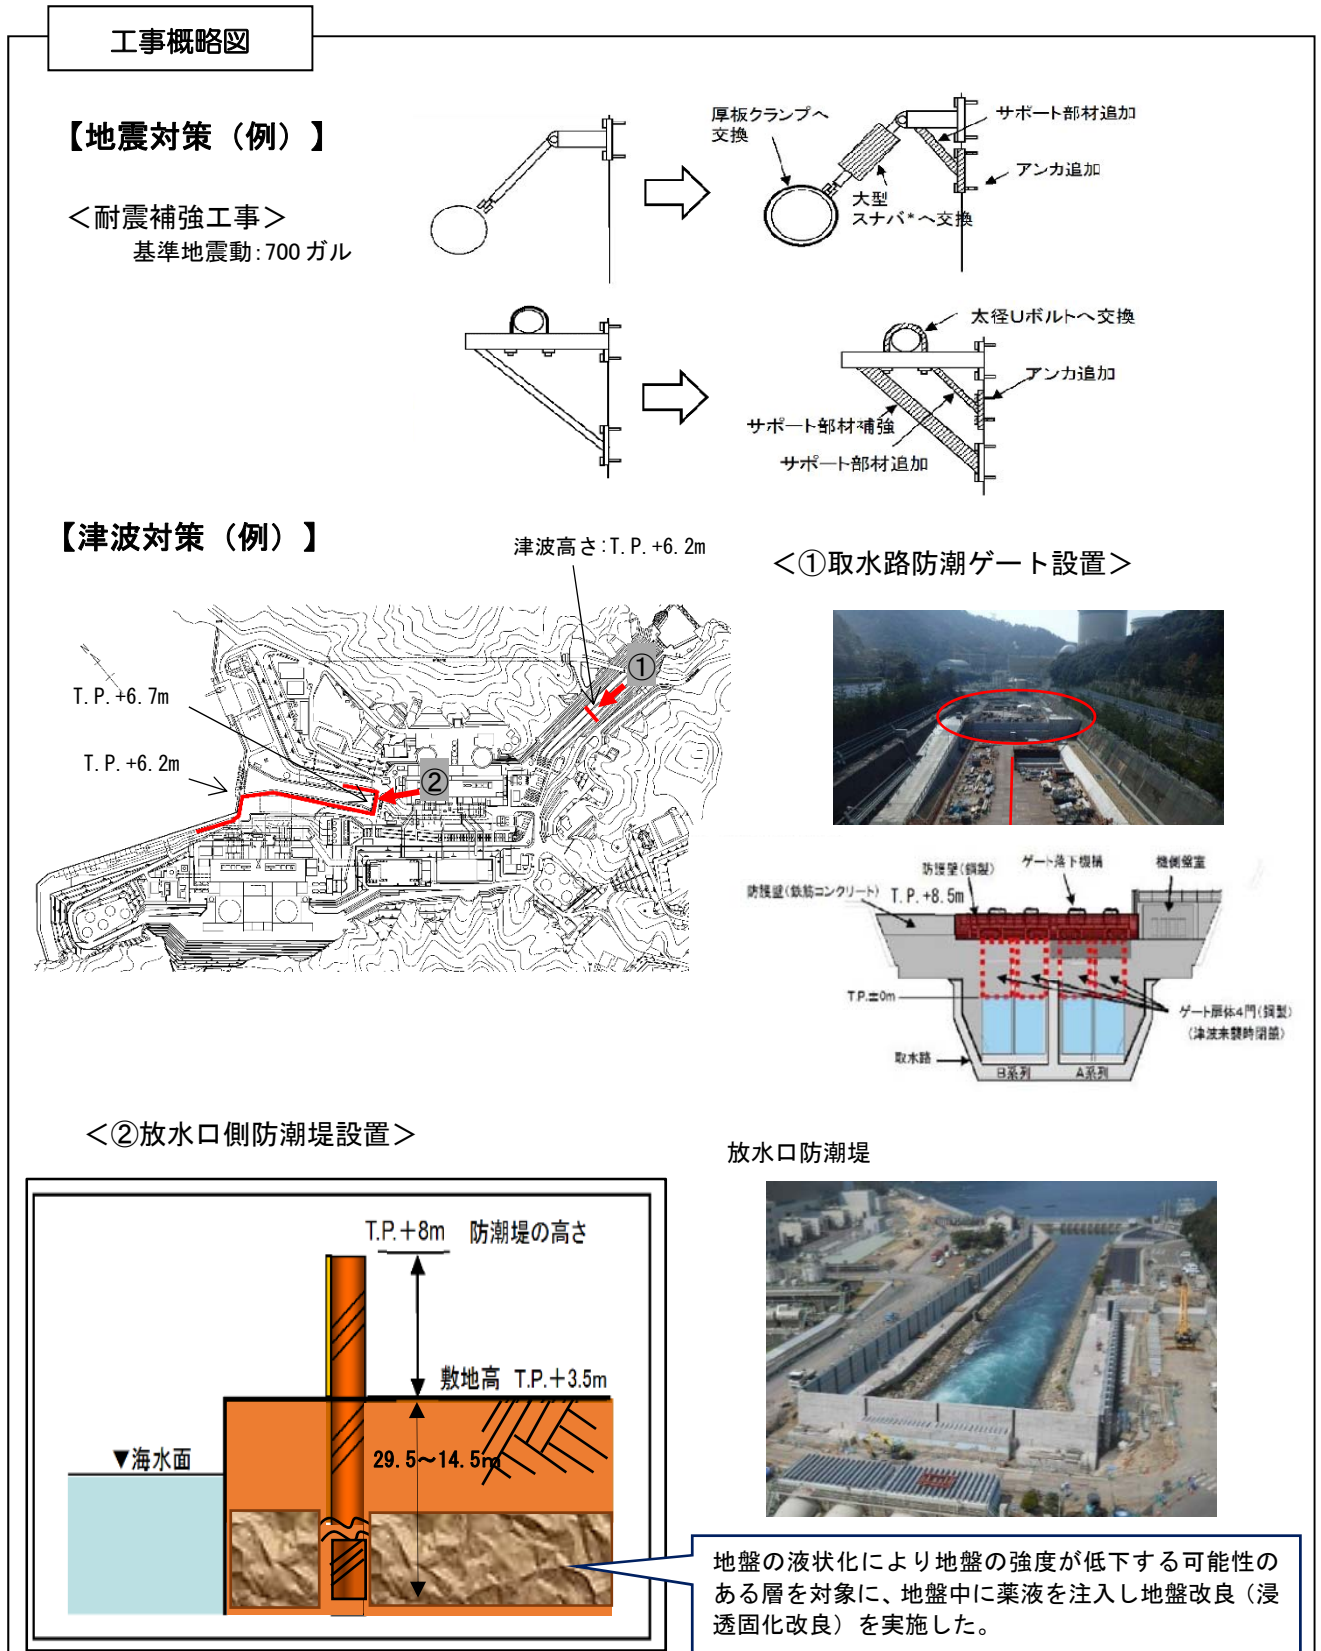 工事概略図
【地震対策（例）】
＜耐震補強工事＞
基準地震動：700 ガル
厚板クランプへ
交換
サポート部材追加
アンカ追加
大型
スナバ*へ交換
太径Uボルトへ交換
アンカ追加
サポート部材補強
サポート部材追加
【津波対策（例）】
津波高さ：T.P.+6.2m
＜①取水路防潮ゲート設置＞
①
T.P.+6.7m
T.P.+6.2m
②
防護壁(鋼製)
ゲート落下機構
機側盤室
防護壁(鉄筋コンクリート)
T.P.+8.5m
T.P.±0m
ゲート扉体4門(鋼製)
(津波来襲時閉鎖)
取水路
B系列
A系列
＜②放水口側防潮堤設置＞
放水口防潮堤
T.P.＋8m 防潮堤の高さ
敷地高 T.P.＋3.5m
29.5～14.5m
▼海水面
地盤の液状化により地盤の強度が低下する可能性の
ある層を対象に、地盤中に薬液を注入し地盤改良（浸
透固化改良）を実施した。